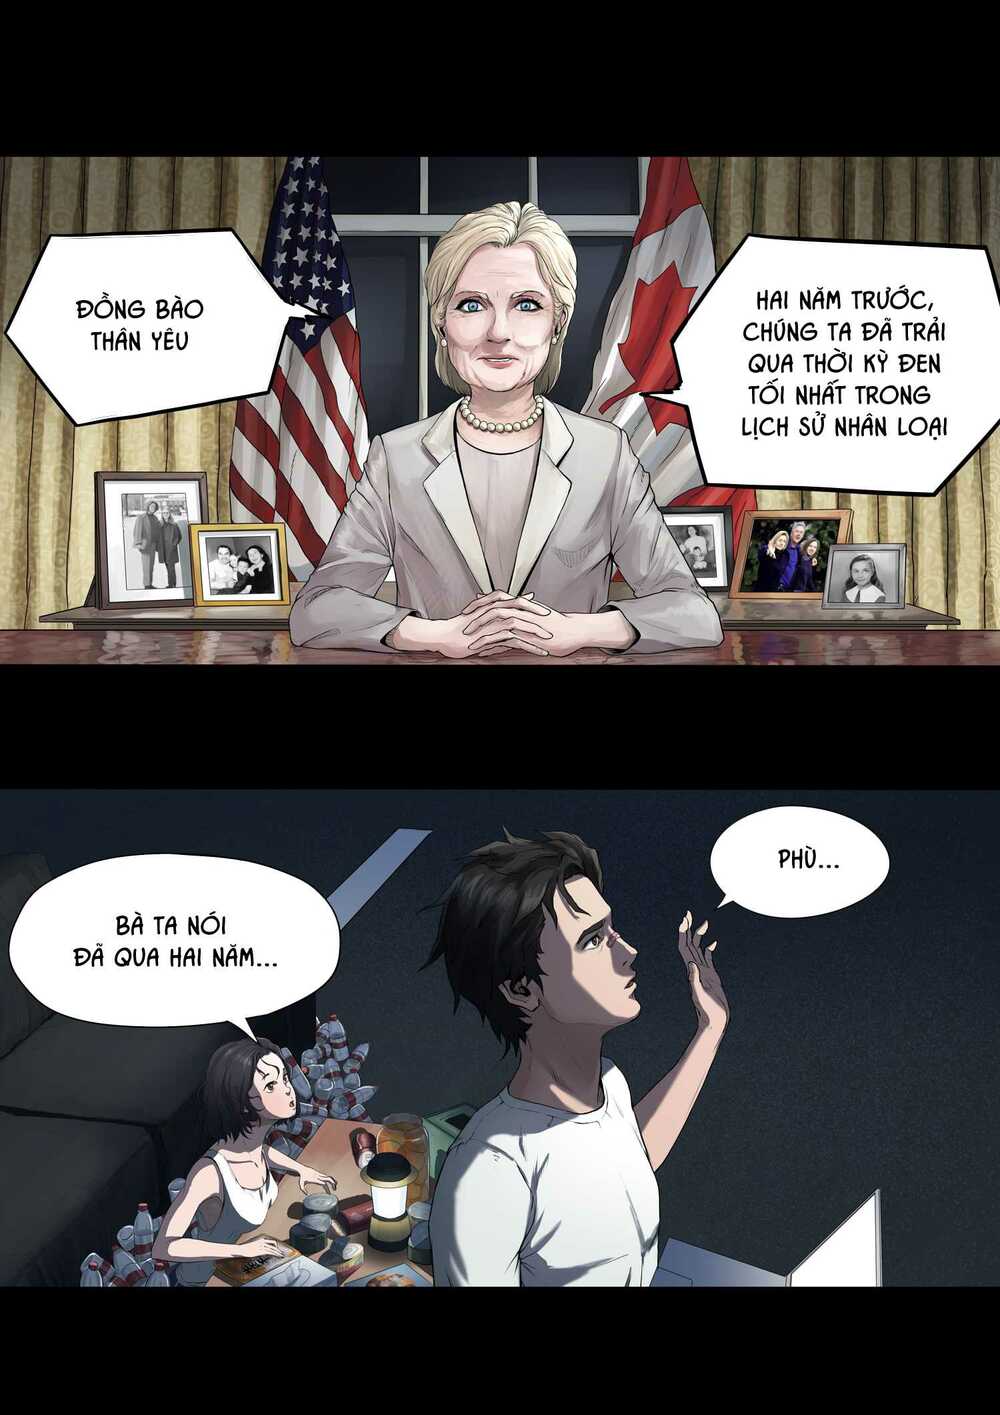 ĐỒNG BÀO
THÂN YÊU
HAI NĂM TRƯỚC,
CHÚNG TA ĐÃ TRẢI
QUA THỜI KỲ ĐEN
TỐI NHẤT TRONG
LỊCH SỬ NHÂN LOẠI
PHÙ...
BÀ TA NÓI
ĐÃ QUA HAI NĂM...